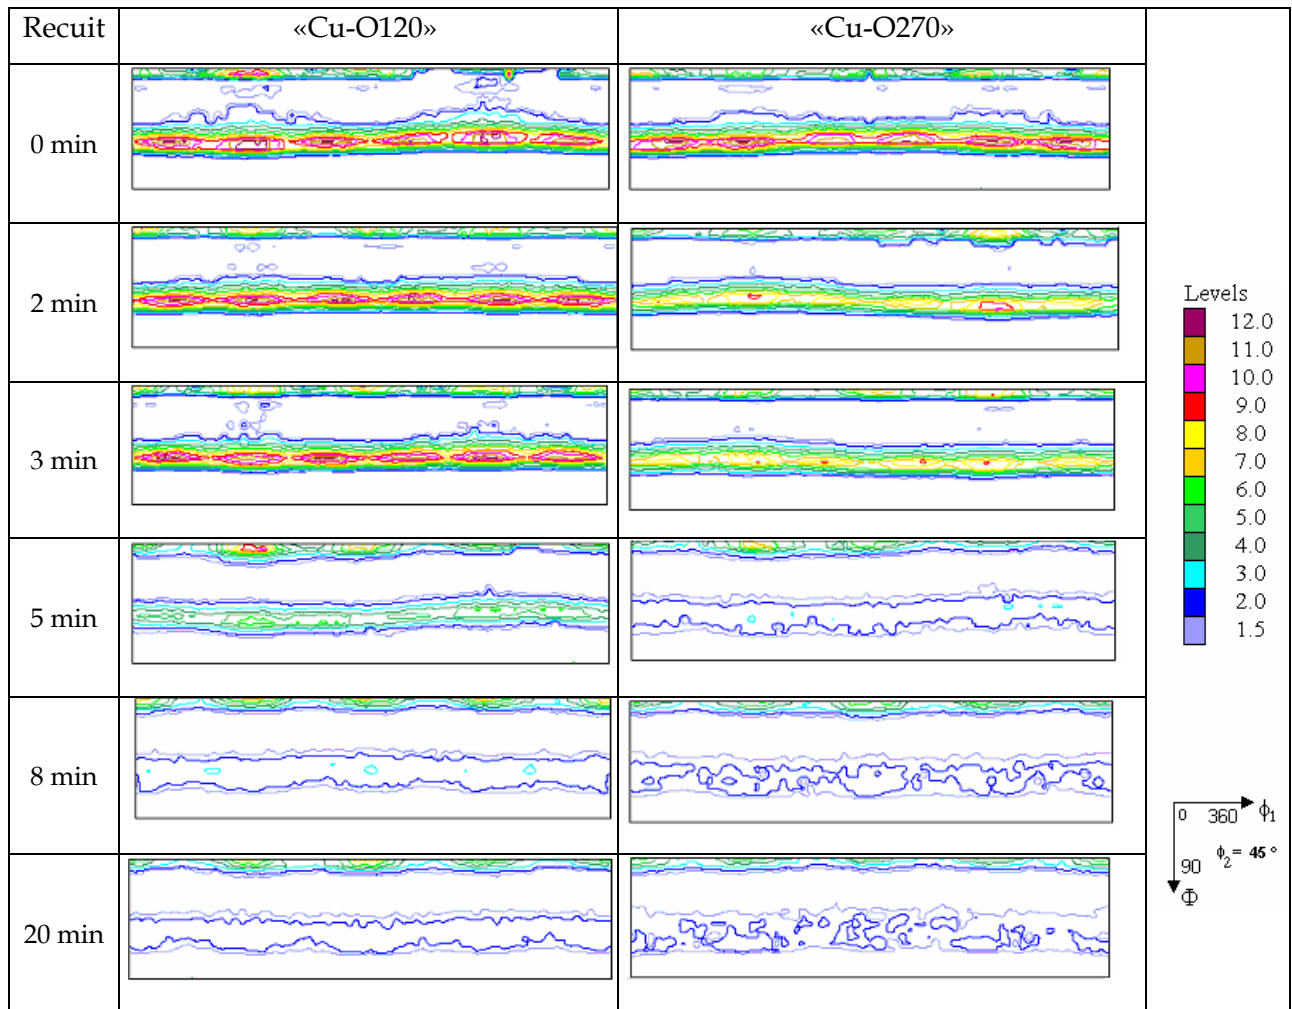 Recuit «Cu-O120» «Cu-O270»
0 min
2 min
3 min
5 min
8 min
20 min
Levels
12.0
11.0
10.0
9.0
8.0
7.0
6.0
5.0
4.0
3.0
2.0
1.5
0 360 ϕ1
ϕ2 = 45 °
90
Φ